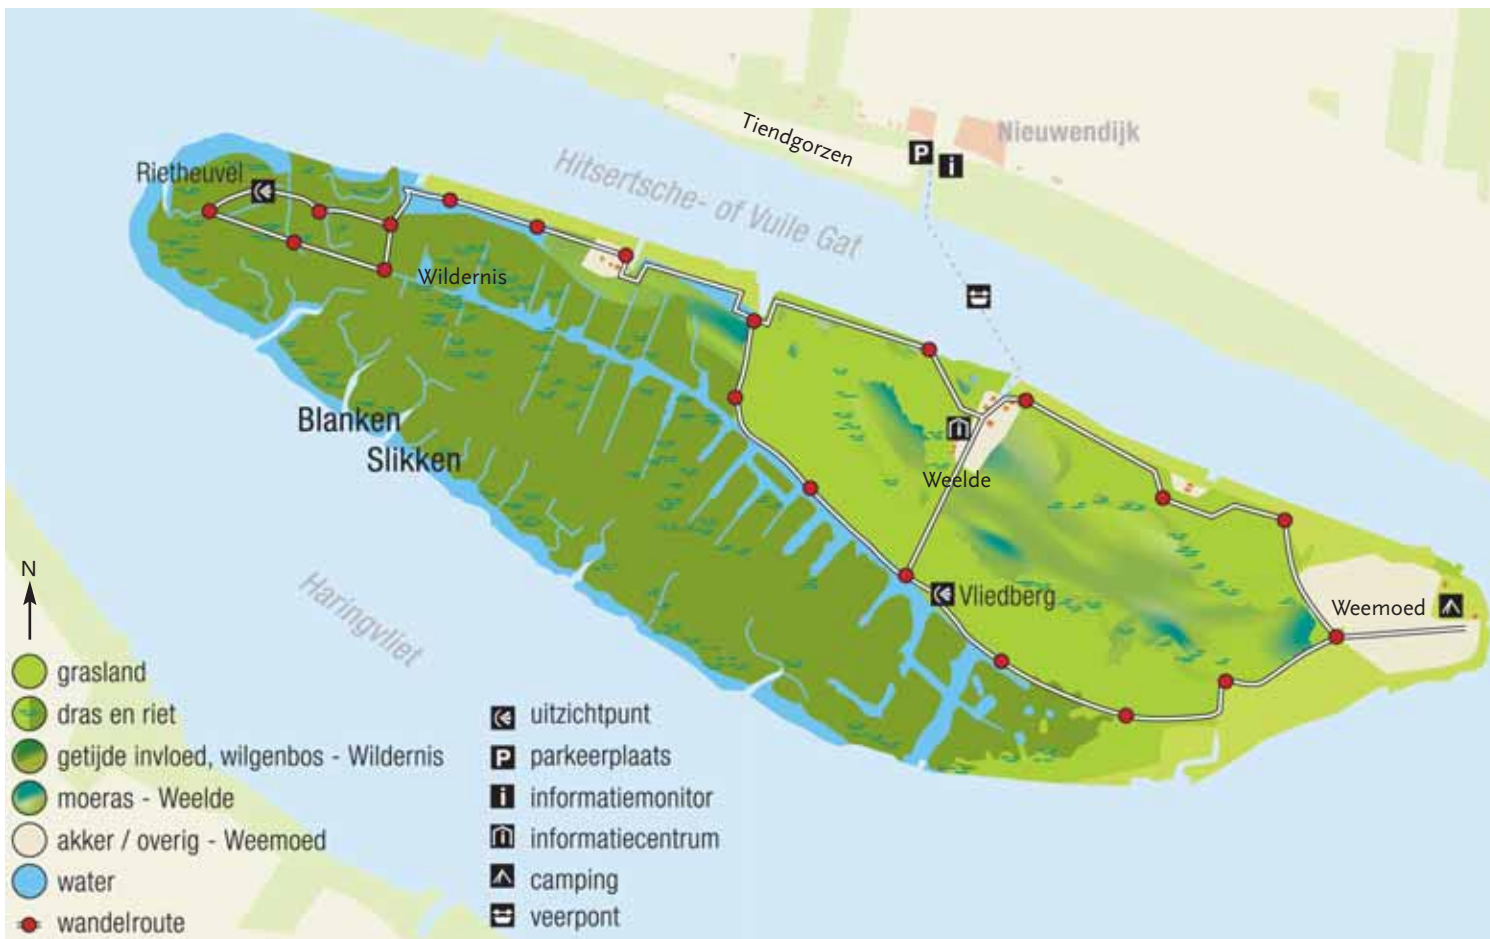 Tiendgorzen
Nieuwendijk
P
i
Rietheuvel
Hitsertsche- of Vuile Gat
Wildernis
Blanken
Slikken
Weelde
Vliedberg
Weemoed
Haringvliet
N
grasland
dras en riet
getijde invloed, wilgenbos - Wildernis
moeras - Weelde
akker / overig - Weemoed
water
wandelroute
uitzichtpunt
P parkeerplaats
i informatiemonitor
informatiecentrum
camping
veerpont